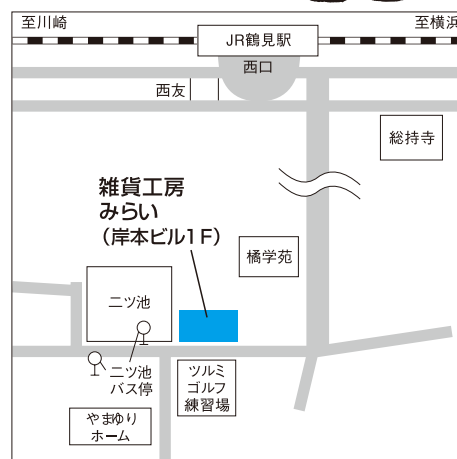 至川崎
至横浜
JR鶴見駅
西口
西友
総持寺
雑貨工房
みらい
（岸本ビル1F）
橘学苑
二ツ池
二ツ池
バス停
ツルミ
ゴルフ
練習場
やまゆり
ホーム